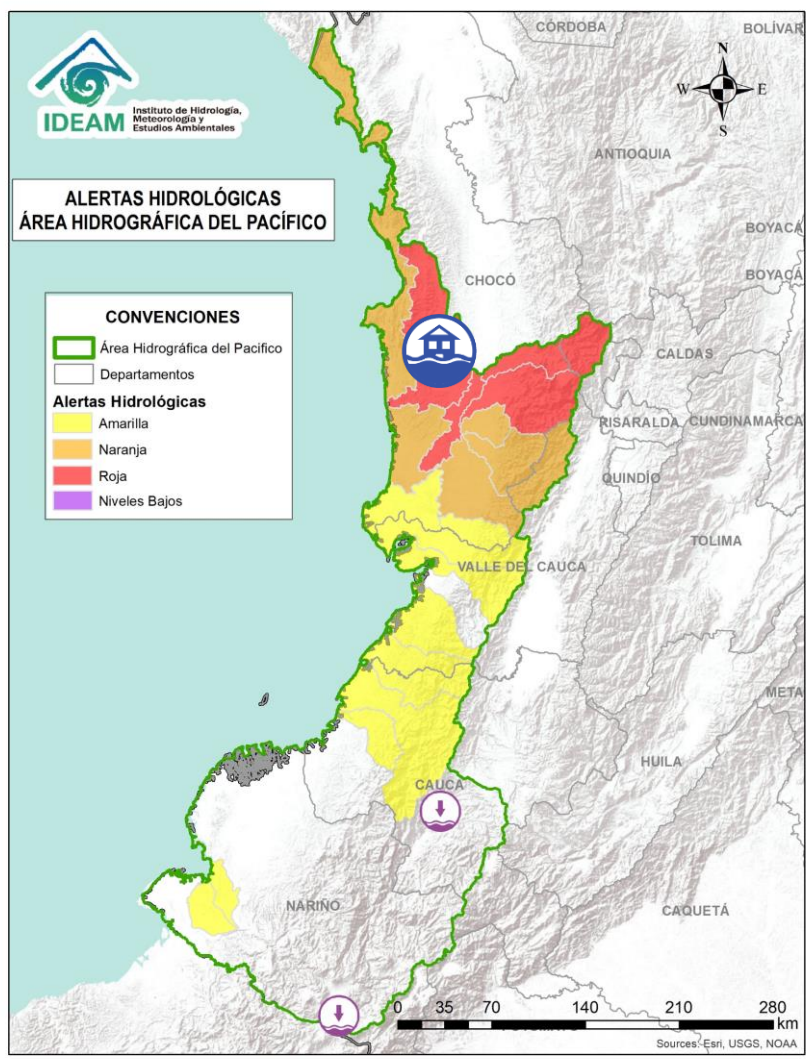 CÓRDOBA
BOLÍVAR
N
W
E
S
IDEAM
Instituto de Hidrología,
Meteorología y
Estudios Ambientales
ANTIOQUIA
ALERTAS HIDROLÓGICAS
ÁREA HIDROGRÁFICA DEL PACÍFICO
BOYACÁ
BOYACÁ
CHOCÓ
CONVENCIONES
Área Hidrográfica del Pacifico
Departamentos
Alertas Hidrológicas
Amarilla
Naranja
Roja
Niveles Bajos
CALDAS
RISARALDA
CUNDINAMARCA
QUINDÍO
TOLIMA
VALLE DEL CAUCA
META
HUILA
CAUCA
NARIÑO
CAQUETÁ
0 35 70 140 210 280
km
Sources: Esri, USGS, NOAA